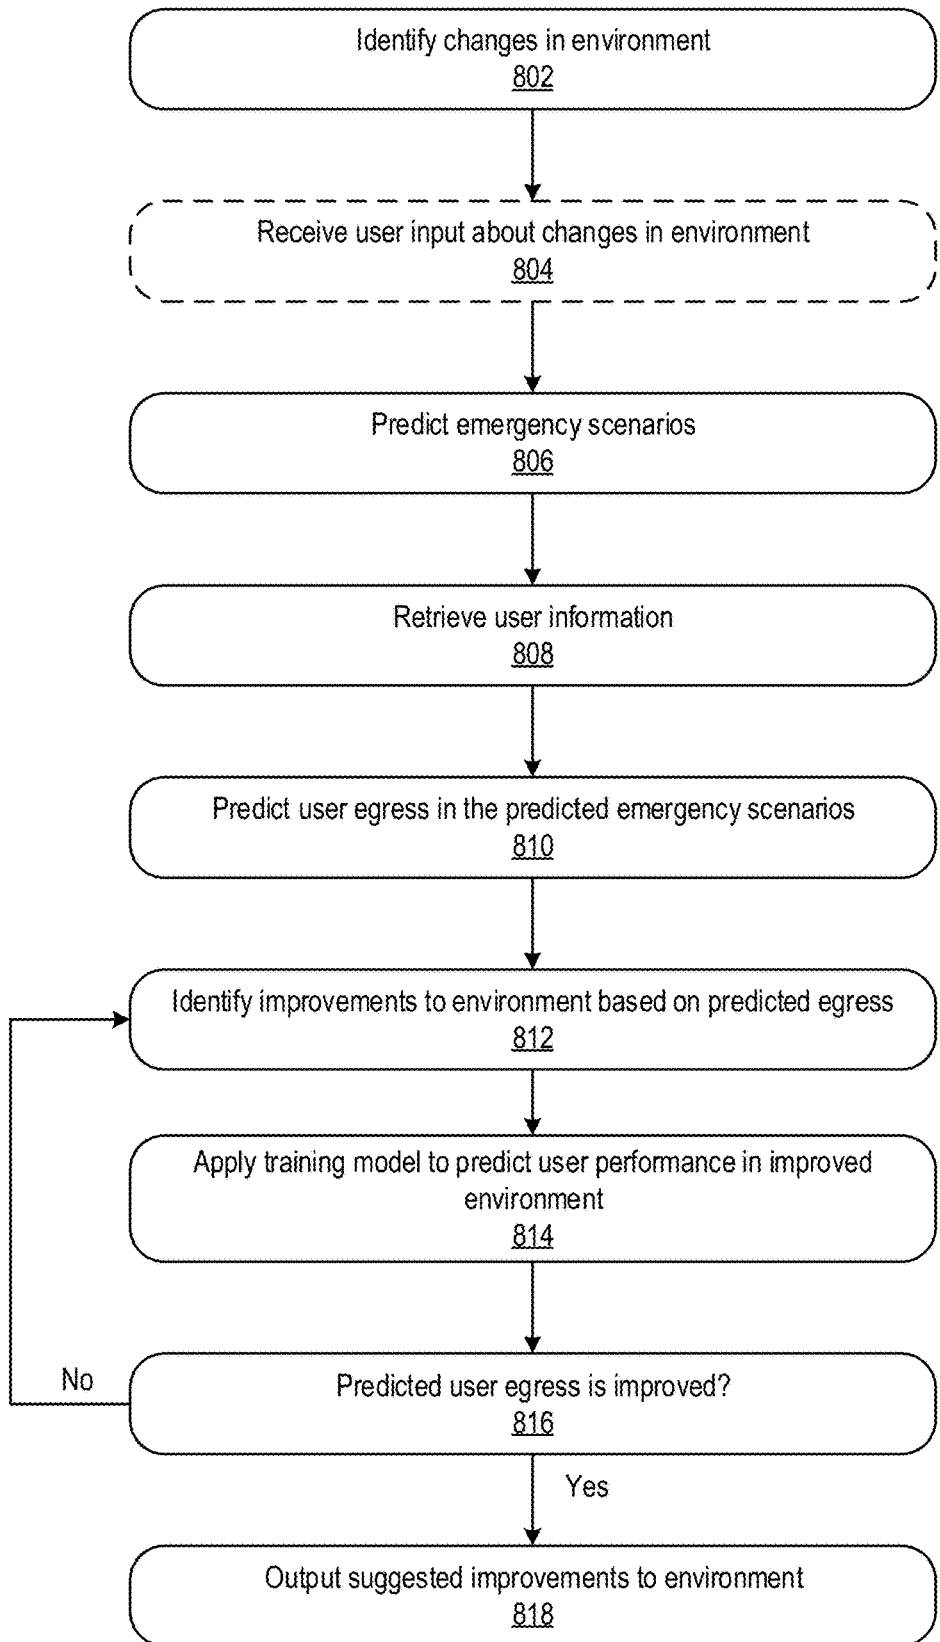 Identify changes in environment
802
Receive user input about changes in environment
804
Predict emergency scenarios
806
Retrieve user information
808
Predict user egress in the predicted emergency scenarios
810
Identify improvements to environment based on predicted egress
812
Apply training model to predict user performance in improved
environment
814
No
Predicted user egress is improved?
816
Yes
Output suggested improvements to environment
818